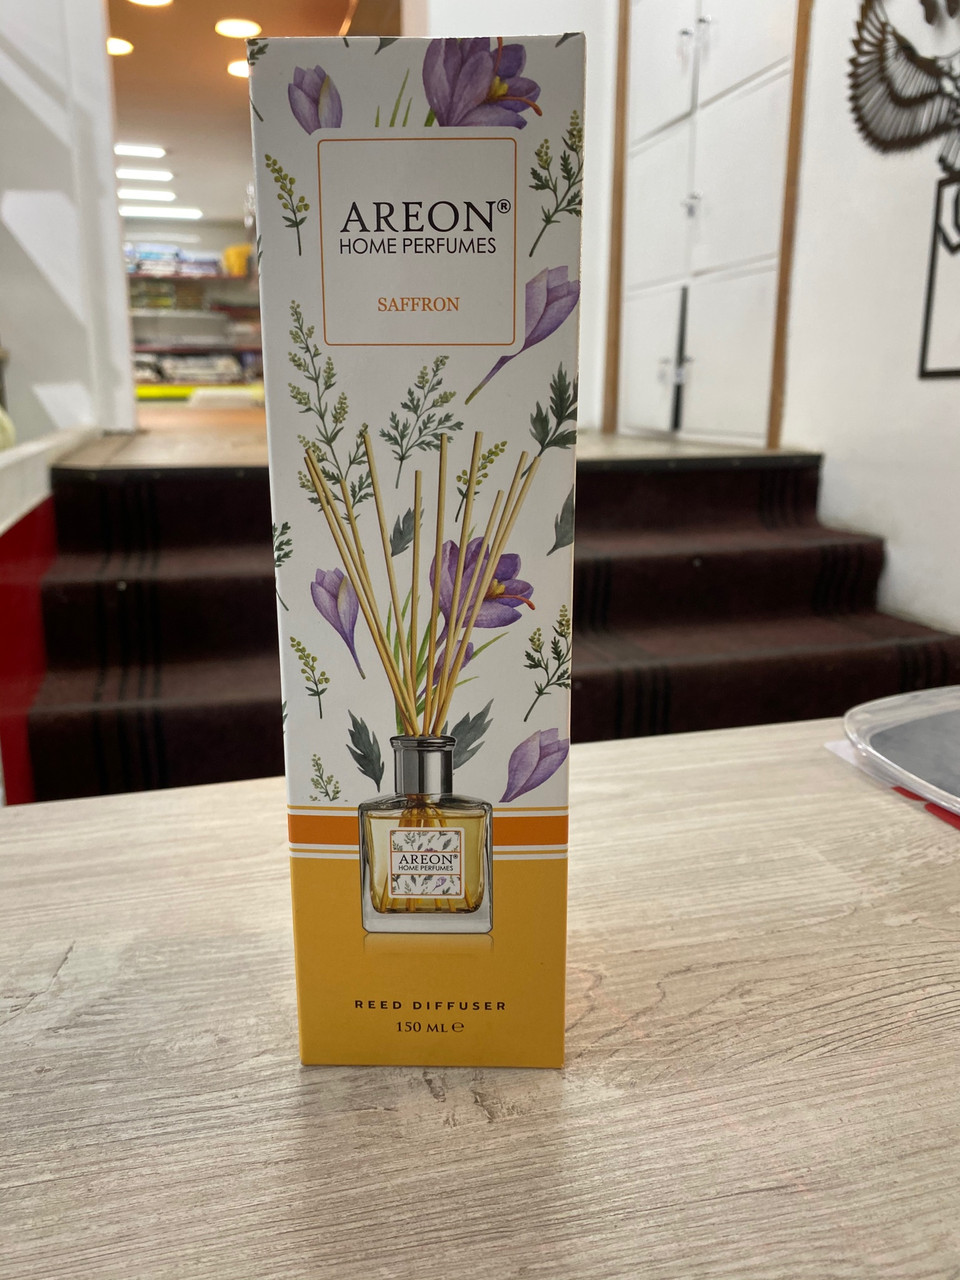 AREON®
HOME PERFUMES
SAFFRON
AREON®
HOME PERFUMES
REED DIFFUSER
150 ML ℮